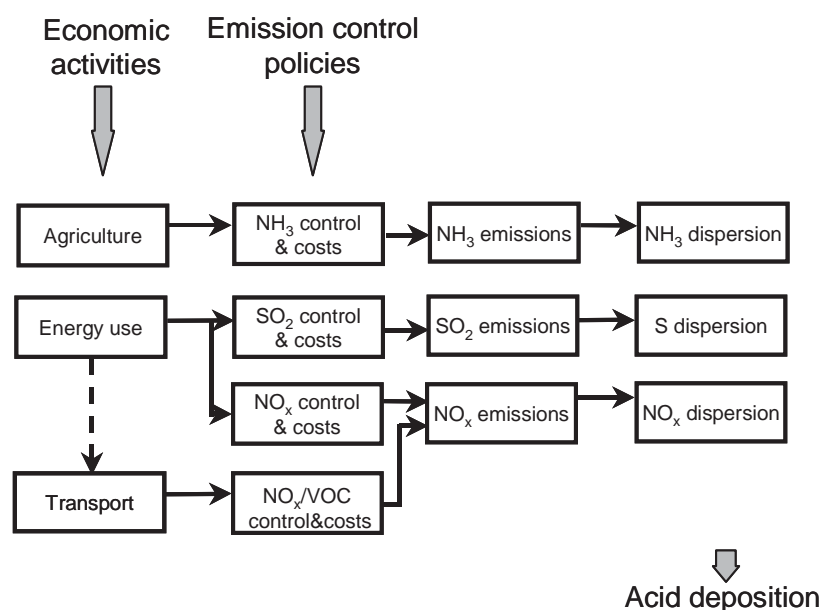 Economic
activities
Emission control
policies
Agriculture
NH₃ control
& costs
NH₃ emissions
NH₃ dispersion
Energy use
SO₂ control
& costs
SO₂ emissions
S dispersion
NOₓ control
& costs
NOₓ emissions
NOₓ dispersion
Transport
NOₓ/VOC
control&costs
Acid deposition